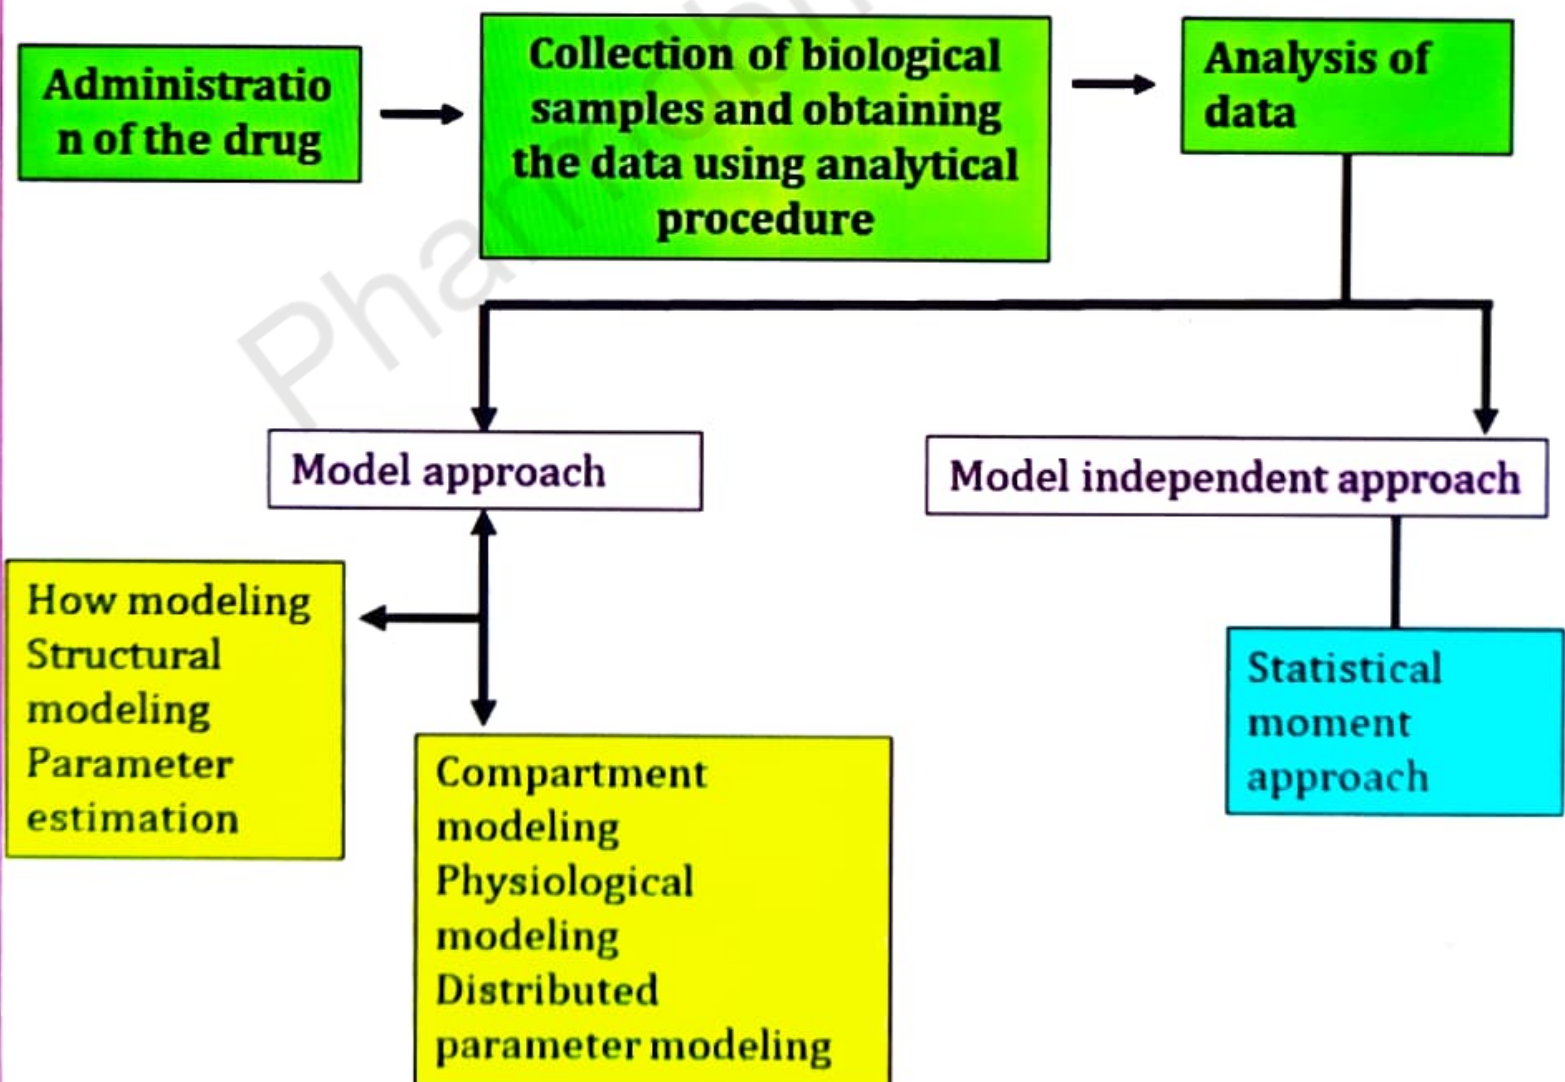 Administratio
n of the drug
Collection of biological
samples and obtaining
the data using analytical
procedure
Analysis of
data
Model approach
Model independent approach
How modeling
Structural
modeling
Parameter
estimation
Compartment
modeling
Physiological
modeling
Distributed
parameter modeling
Statistical
moment
approach